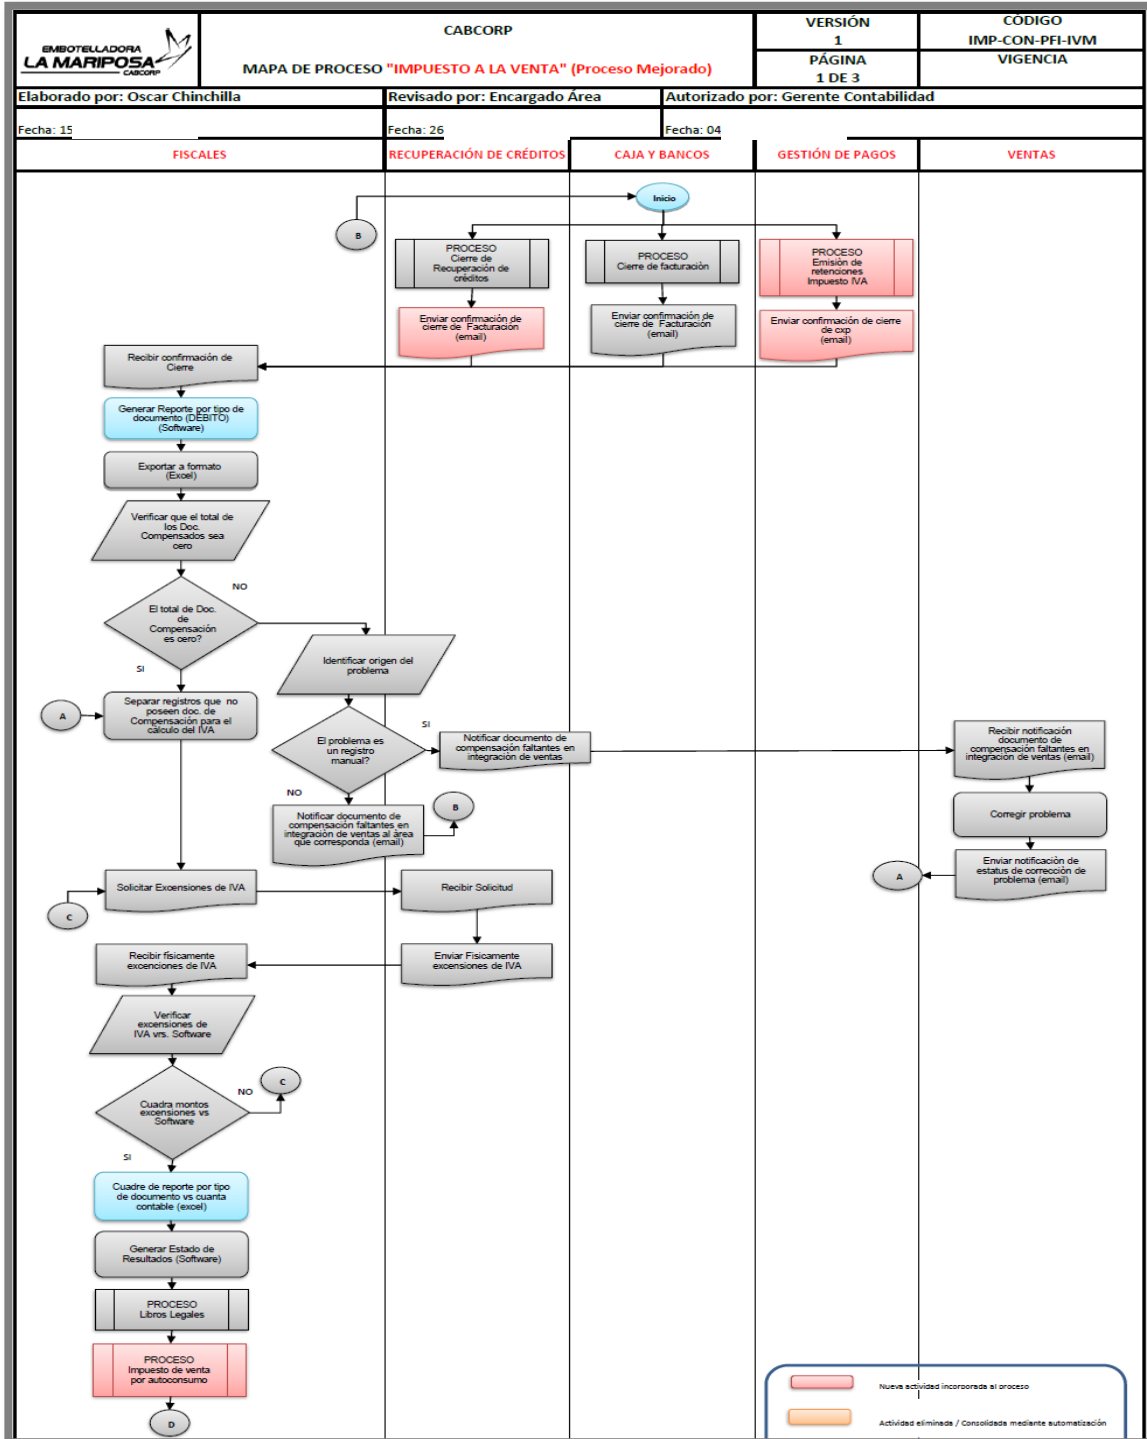 EMBOTELLADORA
LA MARIPOSA
CABCORP
CABCORP
MAPA DE PROCESO "IMPUESTO A LA VENTA" (Proceso Mejorado)
VERSIÓN
1
CÓDIGO
IMP-CON-PFI-IVM
PÁGINA
1 DE 3
VIGENCIA
Elaborado por: Oscar Chinchilla
Revisado por: Encargado Área
Autorizado por: Gerente Contabilidad
Fecha: 15
Fecha: 26
Fecha: 04
FISCALES
RECUPERACIÓN DE CRÉDITOS
CAJA Y BANCOS
GESTIÓN DE PAGOS
VENTAS
Inicio
B
PROCESO
Cierre de
Recuperación de
créditos
PROCESO
Cierre de facturación
PROCESO
Emisión de
retenciones
Impuesto IVA
Enviar confirmación de
cierre de Facturación
(email)
Enviar confirmación de
cierre de Facturación
(email)
Enviar confirmación de cierre
de cxp
(email)
Recibir confirmación de
Cierre
Generar Reporte por tipo de
documento (DÉBITO)
(Software)
Exportar a formato
(Excel)
Verificar que el total de
los Doc.
Compensados sea
cero
NO
El total de Doc.
de
Compensación
es cero?
SI
Identificar origen del
problema
A
Separar registros que no
poseen doc. de
Compensación para el
cálculo del IVA
El problema es
un registro
manual?
SI
Notificar documento de
compensación faltantes en
integración de ventas
Recibir notificación
documento de
compensación faltantes en
integración de ventas (email)
NO
Notificar documento de
compensación faltantes en
integración de ventas al área
que corresponda (email)
B
Corregir problema
Enviar notificación de
estatus de corrección de
problema (email)
A
Solicitar Excensiones de IVA
C
Recibir Solicitud
Recibir físicamente
excenciones de IVA
Enviar Fisicamente
excensiones de IVA
Verificar
excensiones de
IVA vrs. Software
Cuadra montos
excensiones vs
Software
NO
C
SI
Cuadre de reporte por tipo
de documento vs cuanta
contable (excel)
Generar Estado de
Resultados (Software)
PROCESO
Libros Legales
PROCESO
Impuesto de venta
por autoconsumo
D
Nueva actividad incorporada al proceso
Actividad eliminada / Consolidada mediante automatización